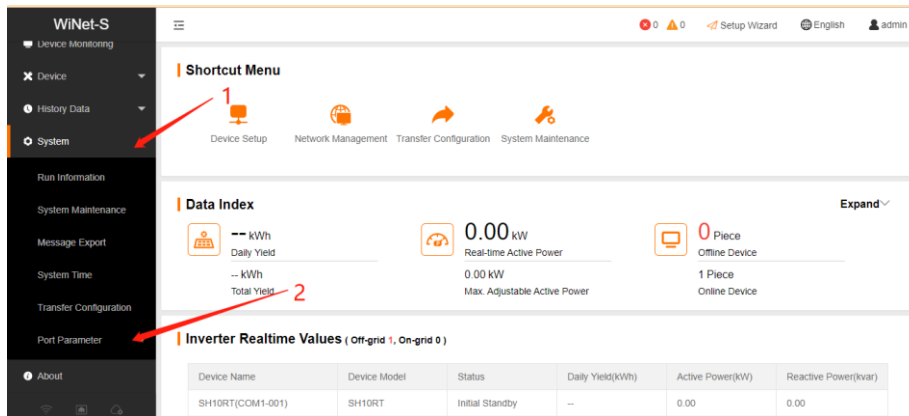 WiNet-S
0 0 Setup Wizard English admin
Device Monitoring
Device
History Data
System
Run Information
System Maintenance
Message Export
System Time
Transfer Configuration
Port Parameter
About
1
2
Shortcut Menu
Device Setup Network Management Transfer Configuration System Maintenance
Data Index Expand
-- kWh 0.00 kW 0 Piece
Daily Yield Real-time Active Power Offline Device
-- kWh 0.00 kW 1 Piece
Total Yield Max. Adjustable Active Power Online Device
Inverter Realtime Values ( Off-grid 1, On-grid 0 )
Device Name Device Model Status Daily Yield(kWh) Active Power(kW) Reactive Power(kvar)
SH10RT(COM1-001) SH10RT Initial Standby -- 0.00 0.00